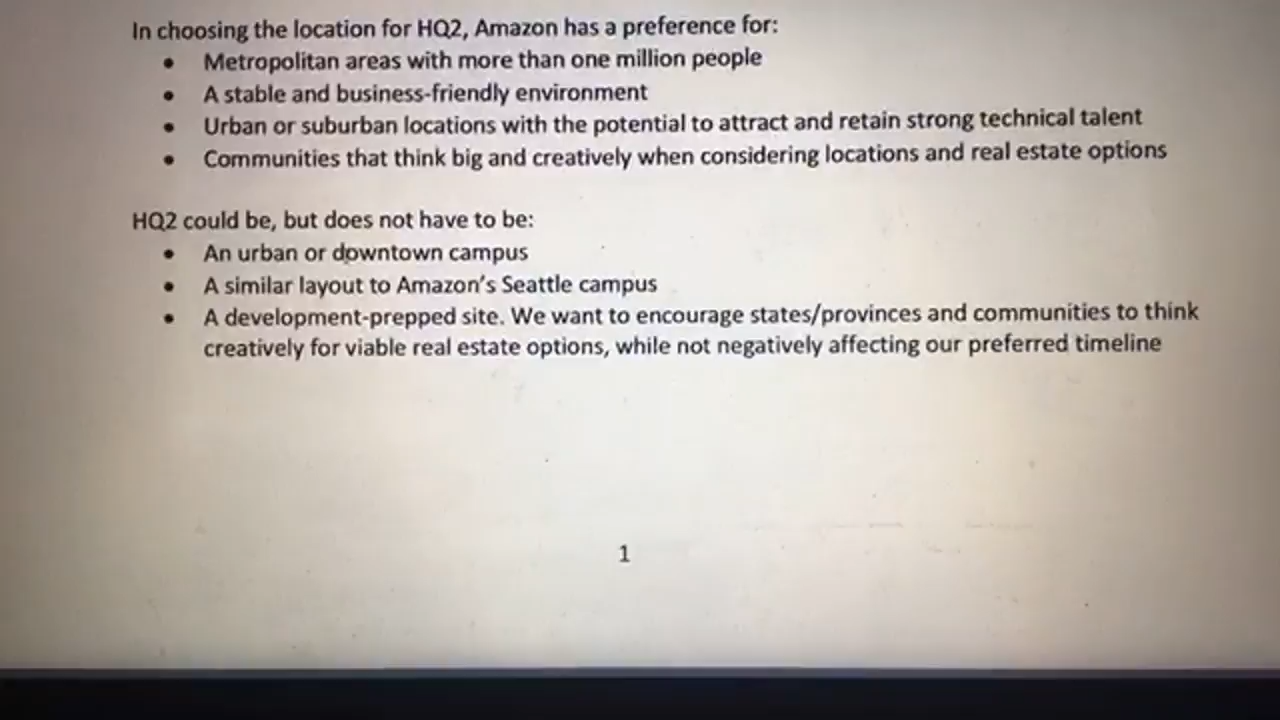 In choosing the location for HQ2, Amazon has a preference for:
• Metropolitan areas with more than one million people
• A stable and business-friendly environment
• Urban or suburban locations with the potential to attract and retain strong technical talent
• Communities that think big and creatively when considering locations and real estate options
HQ2 could be, but does not have to be:
• An urban or downtown campus
• A similar layout to Amazon’s Seattle campus
• A development-prepped site. We want to encourage states/provinces and communities to think
creatively for viable real estate options, while not negatively affecting our preferred timeline
1